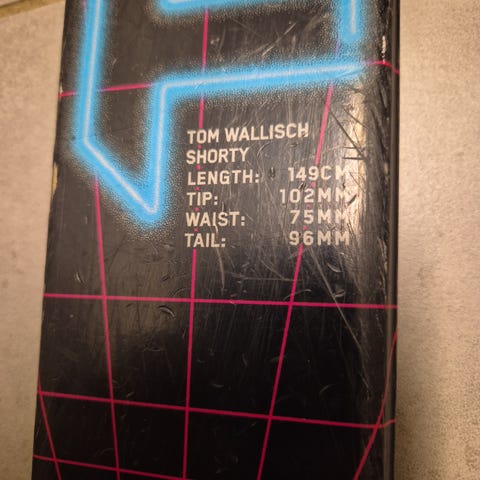 TOM WALLISCH
SHORTY
LENGTH: 149CM
TIP: 102MM
WAIST: 75MM
TAIL: 96MM